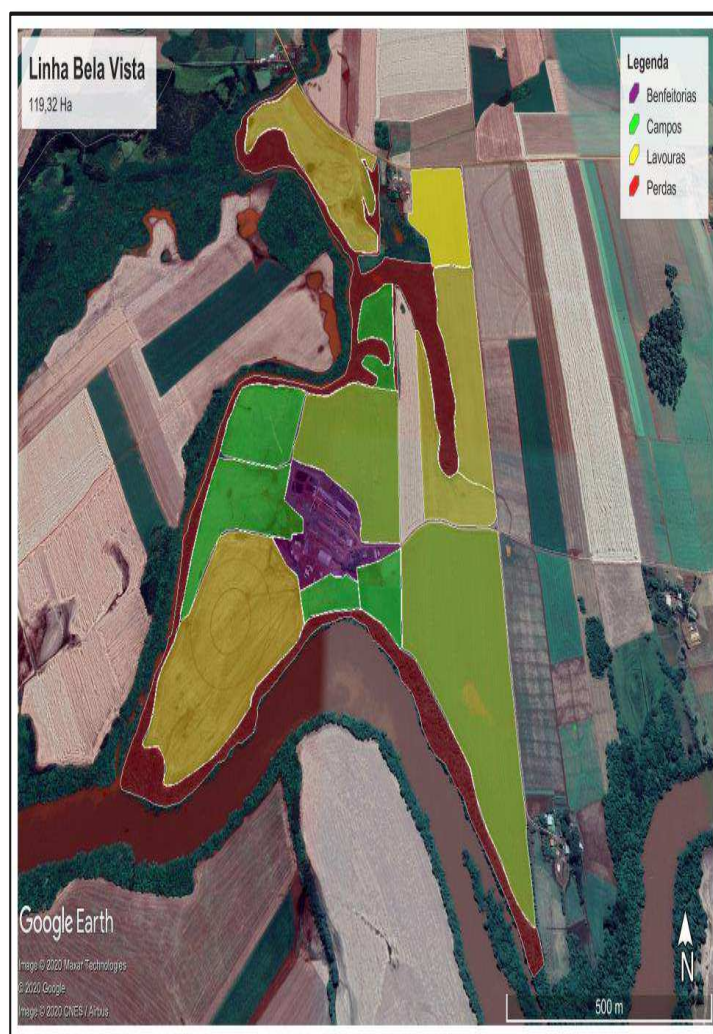 Linha Bela Vista
119,32 Ha
Legenda
Benfeitorias
Campos
Lavouras
Perdas
Google Earth
Image © 2020 Maxar Technologies
© 2020 Google
Image © 2020 CNES / Airbus
N
500 m